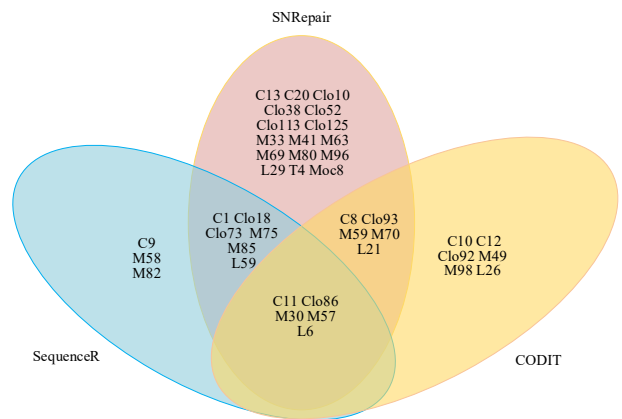 SNRepair
C13 C20 Clo10
Clo38 Clo52
Clo113 Clo125
M33 M41 M63
M69 M80 M96
L29 T4 Moc8
C1 Clo18
Clo73 M75
M85
L59
C8 Clo93
M59 M70
L21
C9
M58
M82
C10 C12
Clo92 M49
M98 L26
C11 Clo86
M30 M57
L6
SequenceR
CODIT